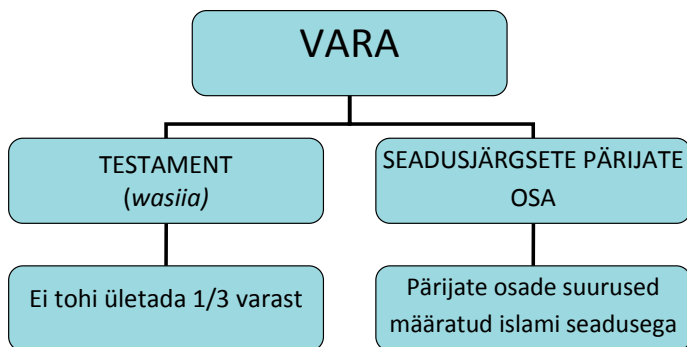 VARA
TESTAMENT
(wasiia)
SEADUSJÄRGSETE PÄRIJATE
OSA
Ei tohi ületada 1/3 varast
Pärijate osade suurused
määratud islami seadusega